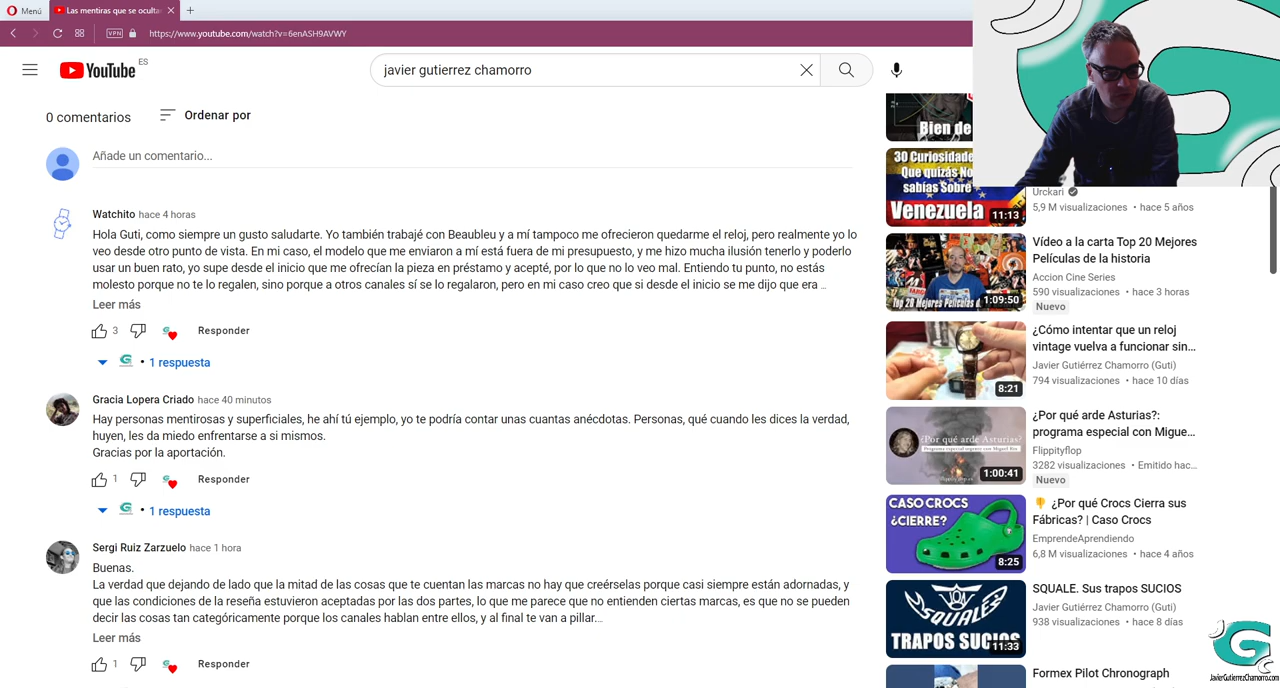 Menú
Las mentiras que se oculta
VPN
https://www.youtube.com/watch?v=6enASH9AVWY
YouTube ES
javier gutierrez chamorro
0 comentarios
Ordenar por
Añade un comentario...
Watchito hace 4 horas
Hola Guti, como siempre un gusto saludarte. Yo también trabajé con Beaubleu y a mí tampoco me ofrecieron quedarme el reloj, pero realmente yo lo
veo desde otro punto de vista. En mi caso, el modelo que me enviaron a mí está fuera de mi presupuesto, y me hizo mucha ilusión tenerlo y poderlo
usar un buen rato, yo supe desde el inicio que me ofrecían la pieza en préstamo y acepté, por lo que no lo veo mal. Entiendo tu punto, no estás
molesto porque no te lo regalen, sino porque a otros canales sí se lo regalaron, pero en mi caso creo que si desde el inicio se me dijo que era ...
Leer más
3
Responder
• 1 respuesta
Gracia Lopera Criado hace 40 minutos
Hay personas mentirosas y superficiales, he ahí tú ejemplo, yo te podría contar unas cuantas anécdotas. Personas, qué cuando les dices la verdad,
huyen, les da miedo enfrentarse a si mismos.
Gracias por la aportación.
1
Responder
• 1 respuesta
Sergi Ruiz Zarzuelo hace 1 hora
Buenas.
La verdad que dejando de lado que la mitad de las cosas que te cuentan las marcas no hay que creérselas porque casi siempre están adornadas, y
que las condiciones de la reseña estuvieron aceptadas por las dos partes, lo que me parece que no entienden ciertas marcas, es que no se pueden
decir las cosas tan categóricamente porque los canales hablan entre ellos, y al final te van a pillar...
Leer más
1
Responder
Bien de
30 Curiosidade
Que quizás No
sabías Sobre
Venezuela
11:13
Urckari
5,9 M visualizaciones • hace 5 años
Top 20 Mejores Películas d
1:09:50
Vídeo a la carta Top 20 Mejores
Películas de la historia
Accion Cine Series
590 visualizaciones • hace 3 horas
Nuevo
8:21
¿Cómo intentar que un reloj
vintage vuelva a funcionar sin...
Javier Gutiérrez Chamorro (Guti)
794 visualizaciones • hace 10 días
¿Por qué arde Asturias?
1:00:41
¿Por qué arde Asturias?:
programa especial con Migue...
Flippityflop
3282 visualizaciones • Emitido hac...
Nuevo
CASO CROCS
¿CIERRE?
8:25
👎 ¿Por qué Crocs Cierra sus
Fábricas? | Caso Crocs
EmprendeAprendiendo
6,8 M visualizaciones • hace 4 años
SQUALE
TRAPOS SUCIOS
11:33
SQUALE. Sus trapos SUCIOS
Javier Gutiérrez Chamorro (Guti)
938 visualizaciones • hace 8 días
Formex Pilot Chronograph
JavierGutierrezChamorro.com